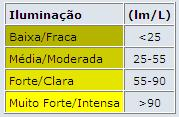 Iluminação (lm/L)
Baixa/Fraca <25
Média/Moderada 25-55
Forte/Clara 55-90
Muito Forte/Intensa >90